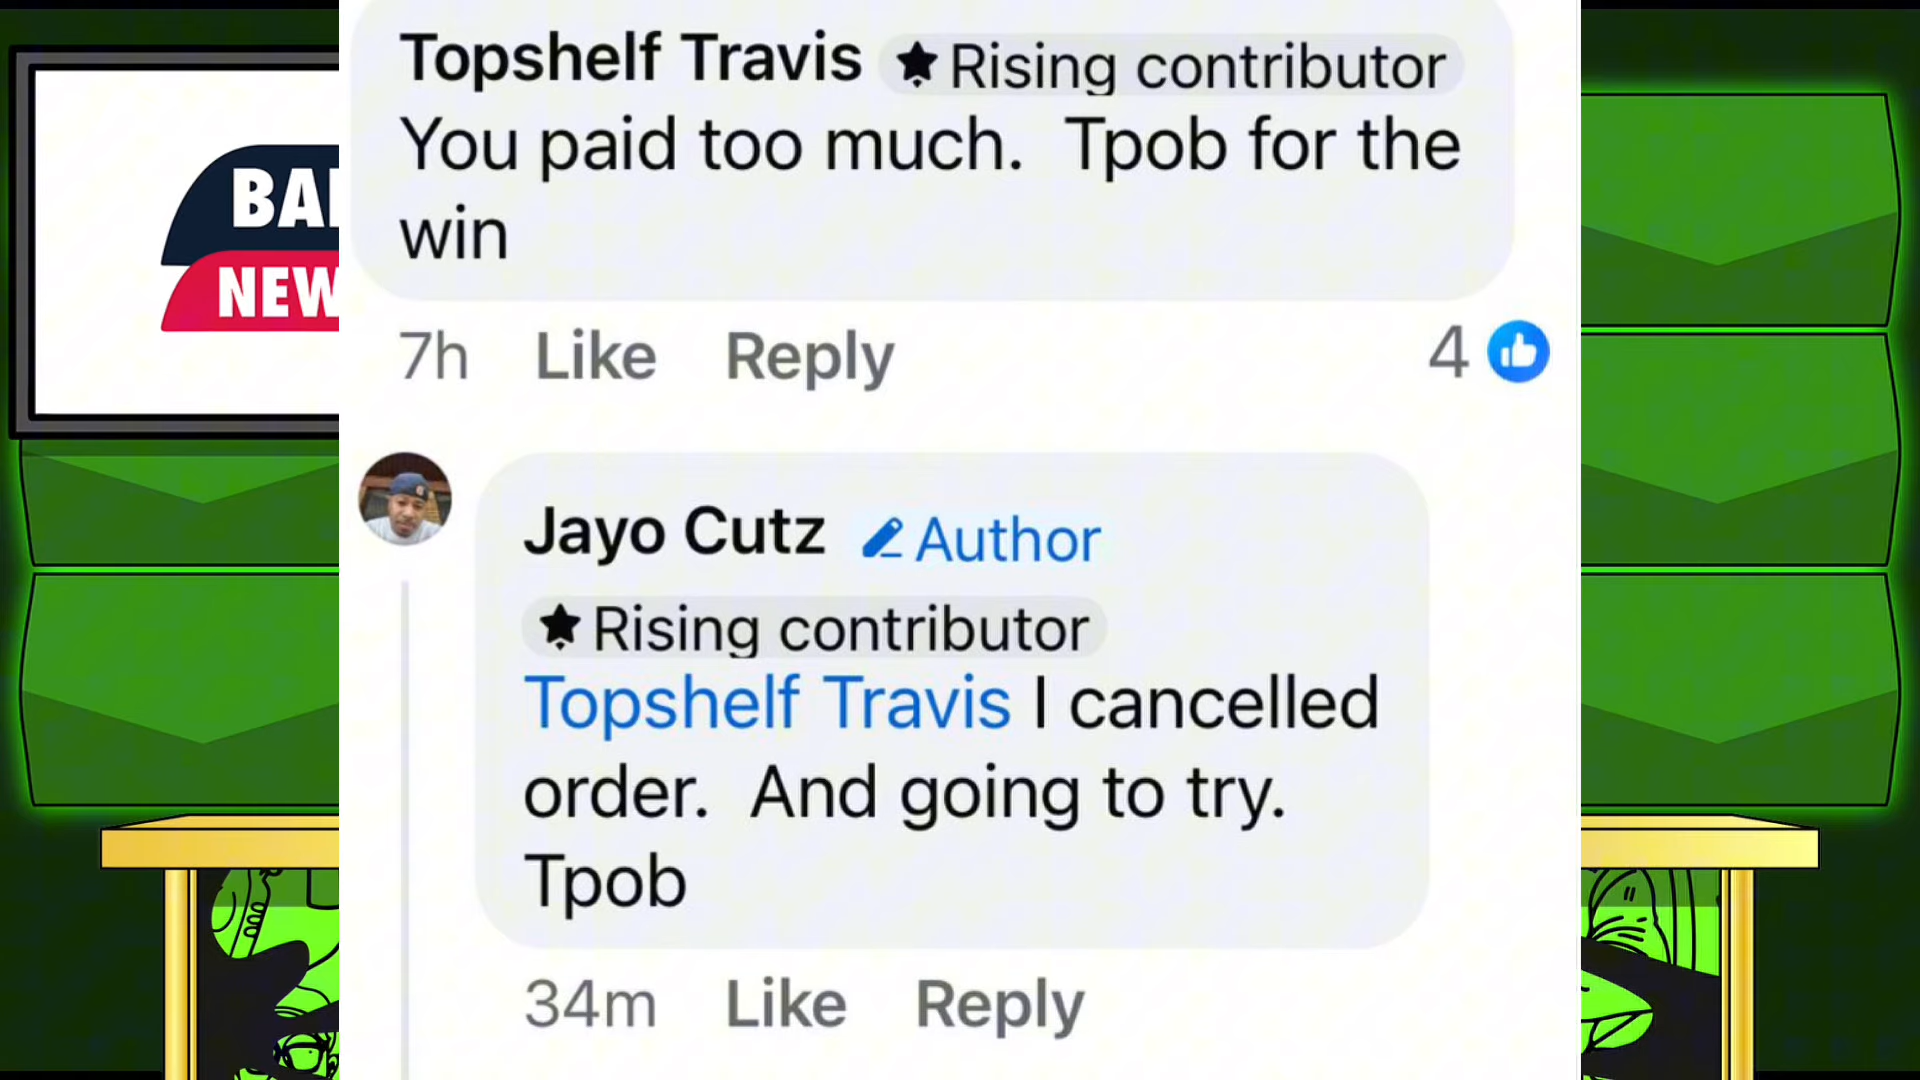 BAR
NEW
Topshelf Travis Rising contributor
You paid too much. Tpob for the
win
7h Like Reply 4
Jayo Cutz Author
Rising contributor
Topshelf Travis I cancelled
order. And going to try.
Tpob
34m Like Reply